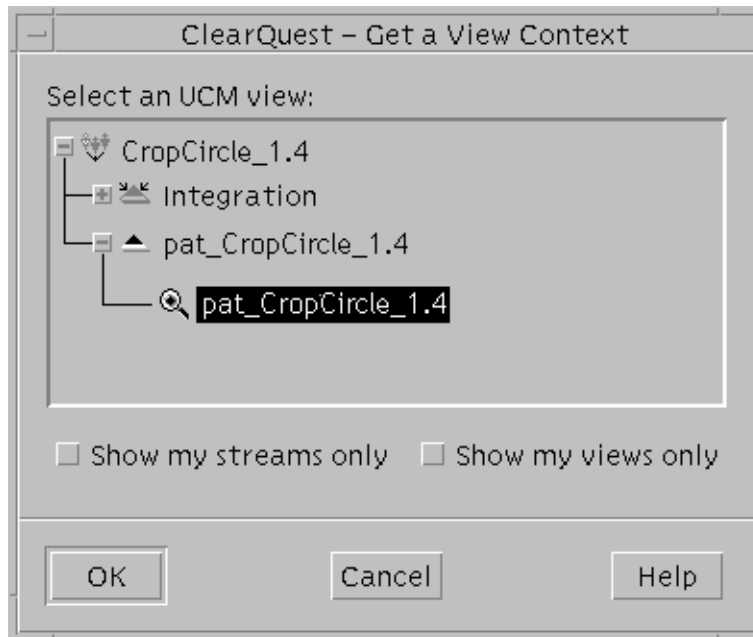 ClearQuest – Get a View Context
Select an UCM view:
CropCircle_1.4
Integration
pat_CropCircle_1.4
pat_CropCircle_1.4
Show my streams only Show my views only
OK Cancel Help